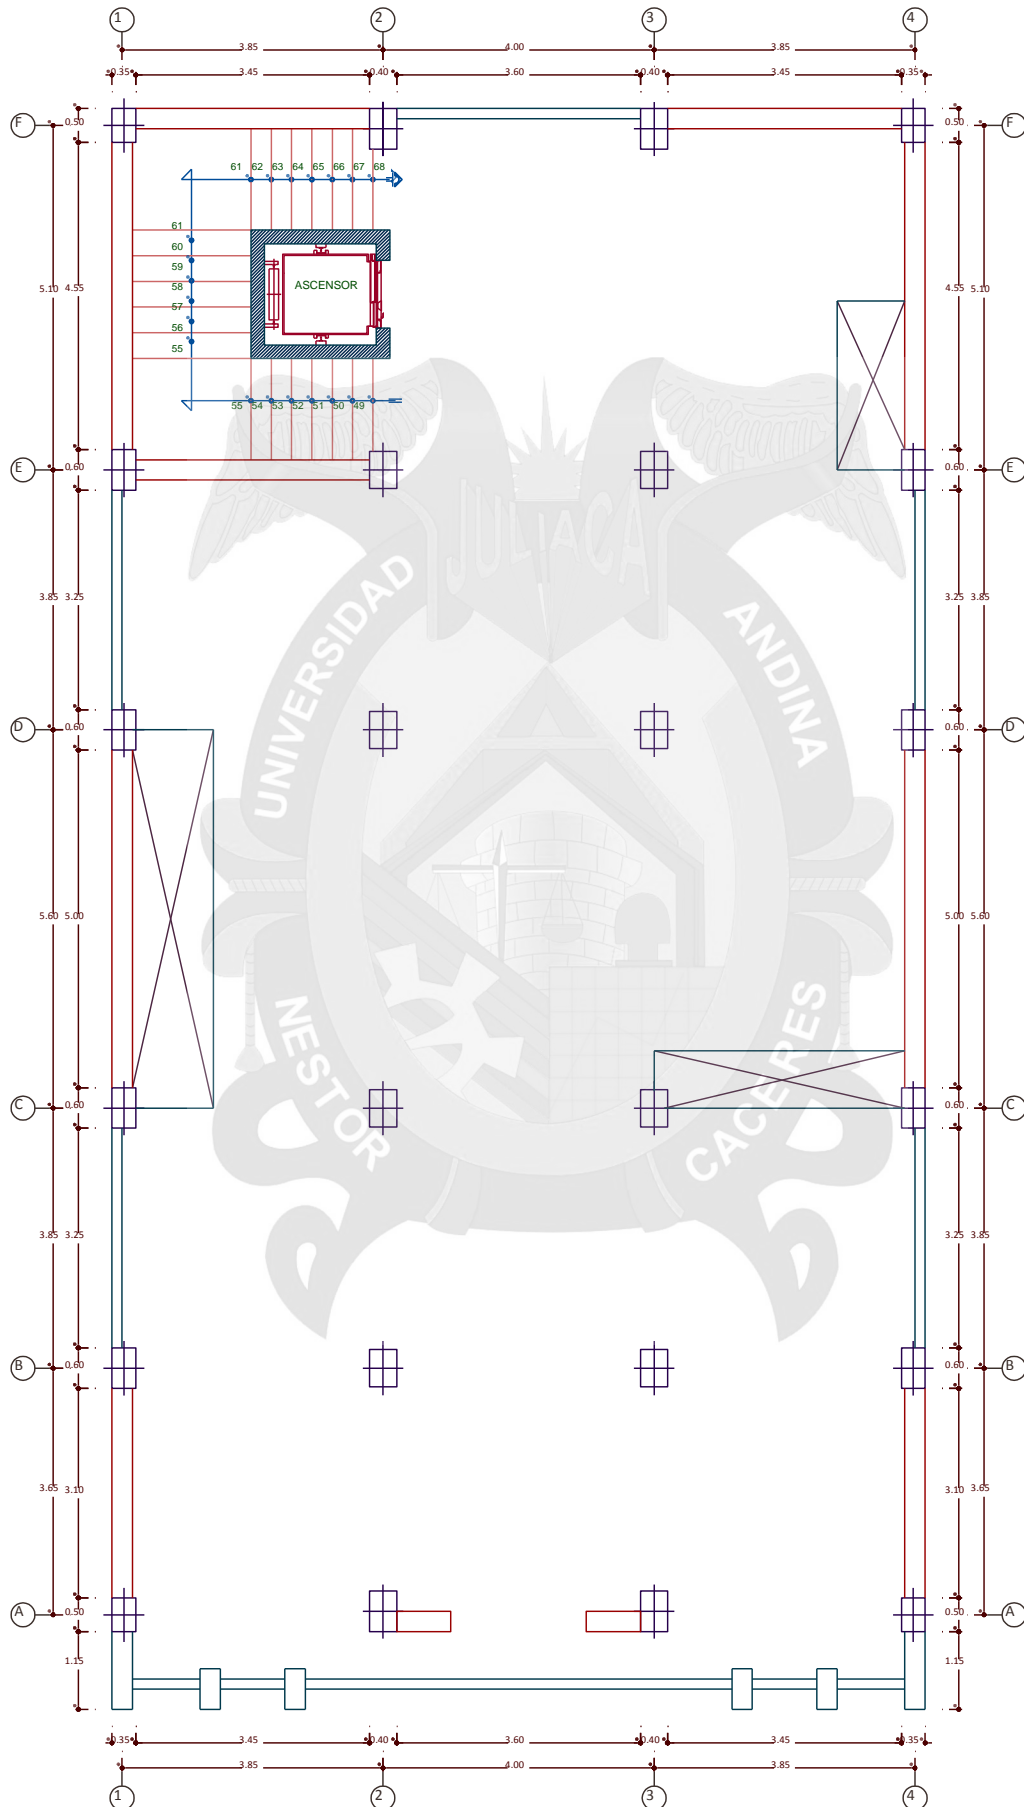 1 2 3 4
3.85 4.00 3.85
0.35 3.45 0.40 3.60 0.40 3.45 0.35
F 0.50 0.50 F
61 62 63 64 65 66 67 68
61
60
59
5.10 4.55 58 ASCENSOR 4.55 5.10
57
56
55
55 54 53 52 51 50 49
E 0.60 0.60 E
JULIACA
UNIVERSIDAD ANDINA
3.85 3.25 3.25 3.85
D 0.60 0.60 D
5.60 5.00 5.00 5.60
NESTOR CACERES
C 0.60 0.60 C
3.85 3.25 3.25 3.85
B 0.60 0.60 B
3.65 3.10 3.10 3.65
A 0.50 0.50 A
1.15 1.15
0.35 3.45 0.40 3.60 0.40 3.45 0.35
3.85 4.00 3.85
1 2 3 4